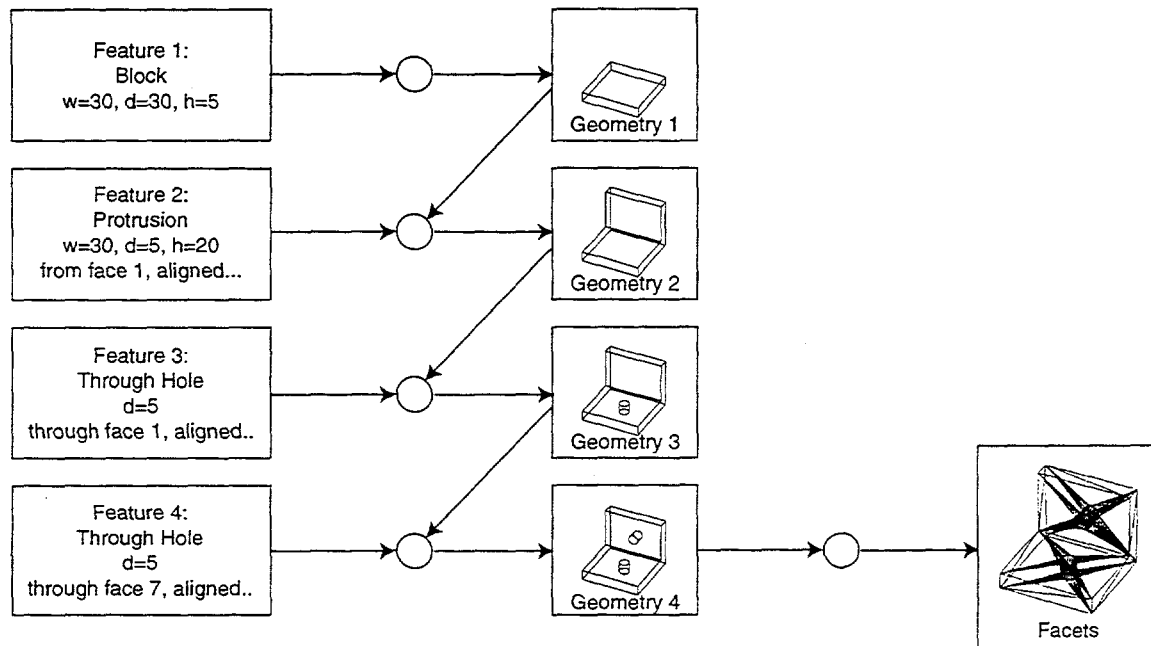 Feature 1:
Block
w=30, d=30, h=5
Geometry 1
Feature 2:
Protrusion
w=30, d=5, h=20
from face 1, aligned...
Geometry 2
Feature 3:
Through Hole
d=5
through face 1, aligned..
Geometry 3
Feature 4:
Through Hole
d=5
through face 7, aligned..
Geometry 4
Facets